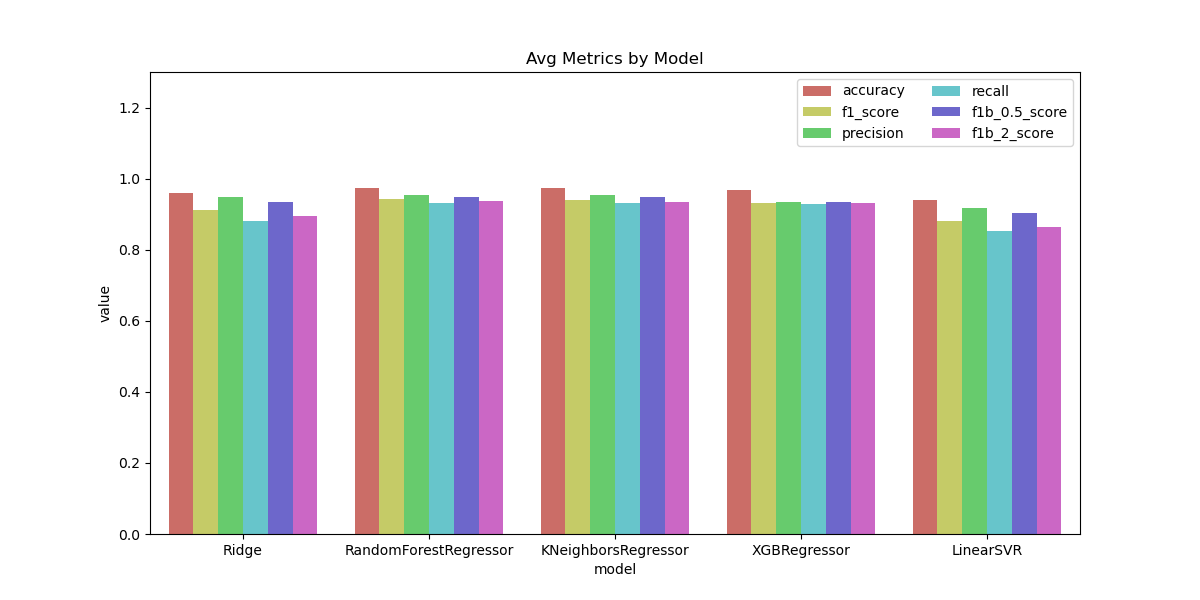 Avg Metrics by Model
accuracy
f1_score
precision
recall
f1b_0.5_score
f1b_2_score
value
1.2
1.0
0.8
0.6
0.4
0.2
0.0
Ridge
RandomForestRegressor
KNeighborsRegressor
XGBRegressor
LinearSVR
model